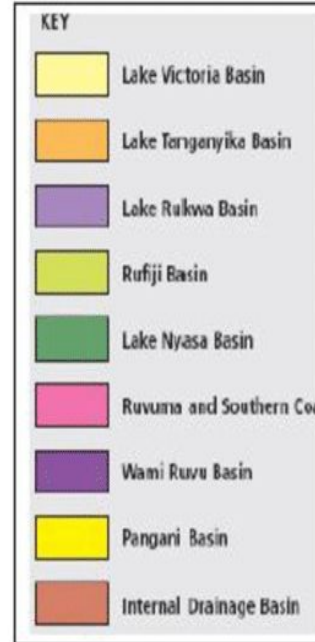 KEY
Lake Victoria Basin
Lake Tanganyika Basin
Lake Rukwa Basin
Rufiji Basin
Lake Nyasa Basin
Ruvuma and Southern Coa
Wami Ruvu Basin
Pangani Basin
Internal Drainage Basin